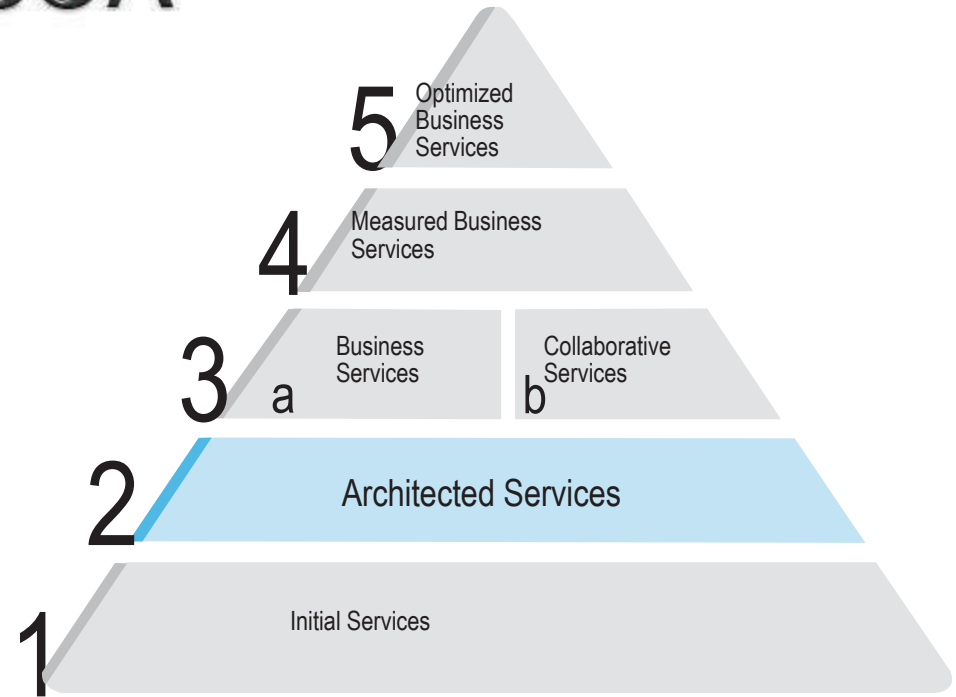 5
Optimized
Business
Services
4
Measured Business
Services
3
a
Business
Services
b
Collaborative
Services
2
Architected Services
1
Initial Services